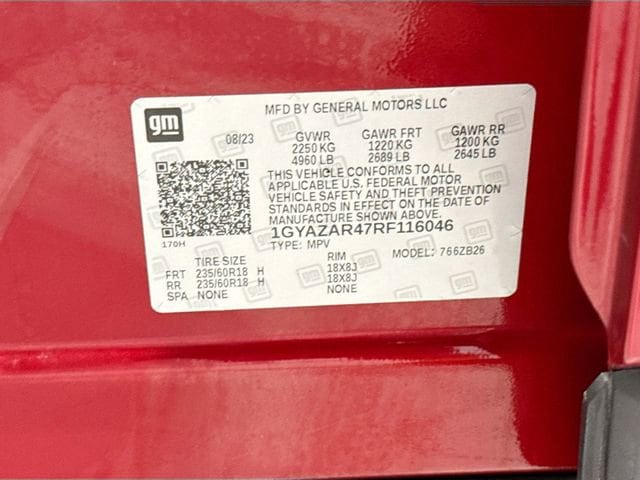 gm
MFD BY GENERAL MOTORS LLC
08/23 GVWR GAWR FRT GAWR RR
2250 KG 1220 KG 1200 KG
4960 LB 2689 LB 2645 LB
THIS VEHICLE CONFORMS TO ALL
APPLICABLE U.S. FEDERAL MOTOR
VEHICLE SAFETY AND THEFT PREVENTION
STANDARDS IN EFFECT ON THE DATE OF
MANUFACTURE SHOWN ABOVE.
170H
1GYAZAR47RF116046
TYPE: MPV MODEL: 766ZB26
TIRE SIZE RIM
FRT 235/60R18 H 18X8J
RR 235/60R18 H 18X8J
SPA NONE NONE